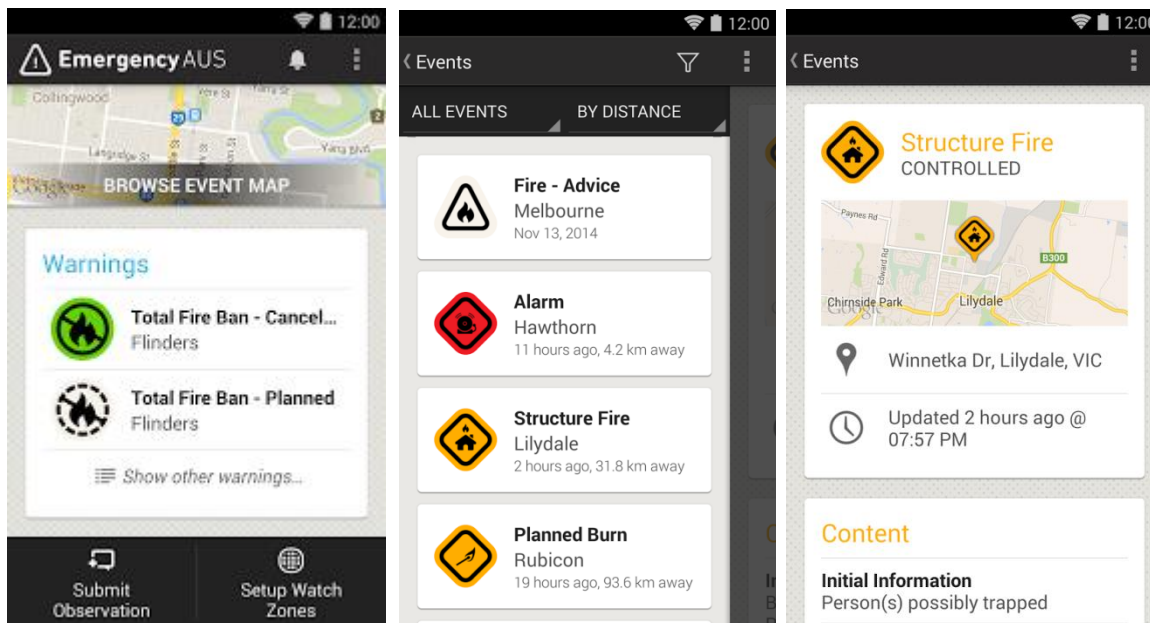 12:00
EmergencyAUS
Collingwood
Langridge St
Yarra Blvd
BROWSE EVENT MAP
Warnings
Total Fire Ban - Cancel...
Flinders
Total Fire Ban - Planned
Flinders
Show other warnings...
Submit
Observation
Setup Watch
Zones
12:00
Events
ALL EVENTS
BY DISTANCE
Fire - Advice
Melbourne
Nov 13, 2014
Alarm
Hawthorn
11 hours ago, 4.2 km away
Structure Fire
Lilydale
2 hours ago, 31.8 km away
Planned Burn
Rubicon
19 hours ago, 93.6 km away
12:00
Events
Structure Fire
CONTROLLED
Paynes Rd
Edward Rd
B300
Chirnside Park
Lilydale
Google
Winnetka Dr, Lilydale, VIC
Updated 2 hours ago @
07:57 PM
Content
Initial Information
Person(s) possibly trapped